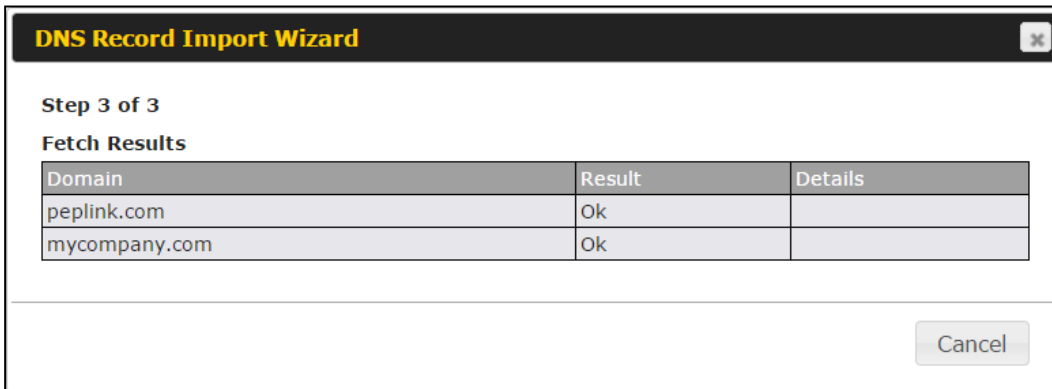 DNS Record Import Wizard
Step 3 of 3
Fetch Results
Domain Result Details
peplink.com Ok
mycompany.com Ok
Cancel